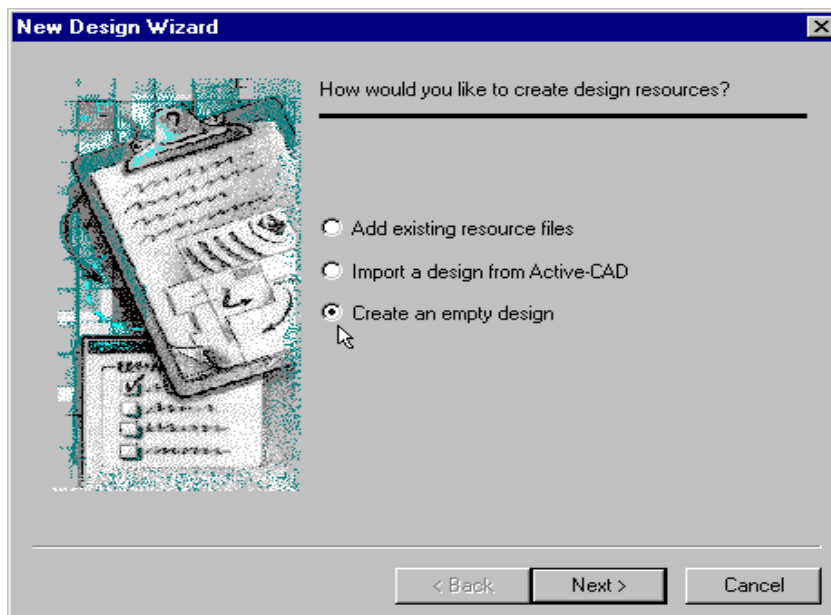 New Design Wizard
How would you like to create design resources?
Add existing resource files
Import a design from Active-CAD
Create an empty design
< Back
Next >
Cancel